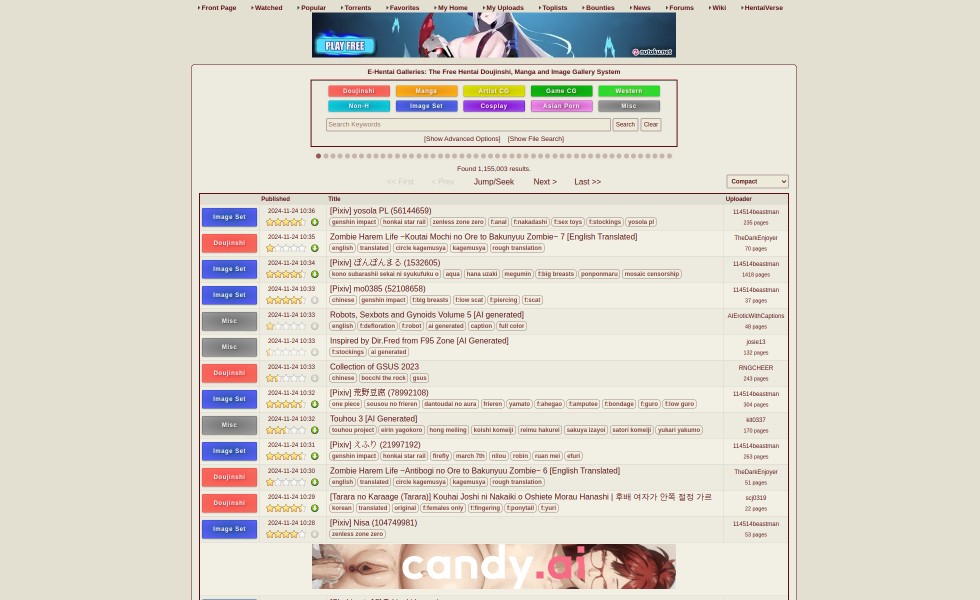 Front Page Watched Popular Torrents Favorites My Home My Uploads Toplists Bounties News Forums Wiki HentaiVerse
PLAY FREE nutaku.net
E-Hentai Galleries: The Free Hentai Doujinshi, Manga and Image Gallery System
Doujinshi Manga Artist CG Game CG Western
Non-H Image Set Cosplay Asian Porn Misc
Search Keywords Search Clear
[Show Advanced Options] [Show File Search]
Found 1,155,003 results.
<< First < Prev Jump/Seek Next > Last >> Compact
Published Title Uploader
Image Set 2024-11-24 10:36 [Pixiv] yosola PL (56144659) 114514beastman
genshin impact honkai star rail zenless zone zero f:anal f:nakadashi f:sex toys f:stockings yosola pl 235 pages
Doujinshi 2024-11-24 10:35 Zombie Harem Life ~Koutai Mochi no Ore to Bakunyuu Zombie~ 7 [English Translated] TheDarkEnjoyer
english translated circle kagemusya kagemusya rough translation 70 pages
Image Set 2024-11-24 10:34 [Pixiv] ぽんぽんまる (1532605) 114514beastman
kono subarashii sekai ni syukufuku o aqua hana uzaki megumin f:big breasts ponponmaru mosaic censorship 1418 pages
Image Set 2024-11-24 10:33 [Pixiv] mo0385 (52108658) 114514beastman
chinese genshin impact f:big breasts f:low scat f:piercing f:scat 37 pages
Misc 2024-11-24 10:33 Robots, Sexbots and Gynoids Volume 5 [AI generated] AIEroticWithCaptions
english f:defloration f:robot ai generated caption full color 48 pages
Misc 2024-11-24 10:33 Inspired by Dir.Fred from F95 Zone [AI Generated] josie13
f:stockings ai generated 132 pages
Doujinshi 2024-11-24 10:33 Collection of GSUS 2023 RNGCHEER
chinese bocchi the rock gsus 243 pages
Image Set 2024-11-24 10:32 [Pixiv] 荒野豆腐 (78992108) 114514beastman
one piece sousou no frieren dantoudai no aura frieren yamato f:ahegao f:amputee f:bondage f:guro f:low guro 304 pages
Misc 2024-11-24 10:32 Touhou 3 [AI Generated] kit0337
touhou project eirin yagokoro hong meiling koishi komeiji reimu hakurei sakuya izayoi satori komeiji yukari yakumo 170 pages
Image Set 2024-11-24 10:31 [Pixiv] えふり (21997192) 114514beastman
genshin impact honkai star rail firefly march 7th nilou robin ruan mei efuri 263 pages
Doujinshi 2024-11-24 10:30 Zombie Harem Life ~Antibogi no Ore to Bakunyuu Zombie~ 6 [English Translated] TheDarkEnjoyer
english translated circle kagemusya kagemusya rough translation 51 pages
Doujinshi 2024-11-24 10:29 [Tarara no Karaage (Tarara)] Kouhai Joshi ni Nakaiki o Oshiete Morau Hanashi | 후배 여자가 안쪽 절정 가르 scj0319
korean translated original f:females only f:fingering f:ponytail f:yuri 22 pages
Image Set 2024-11-24 10:28 [Pixiv] Nisa (104749981) 114514beastman
zenless zone zero 53 pages
candy.ai